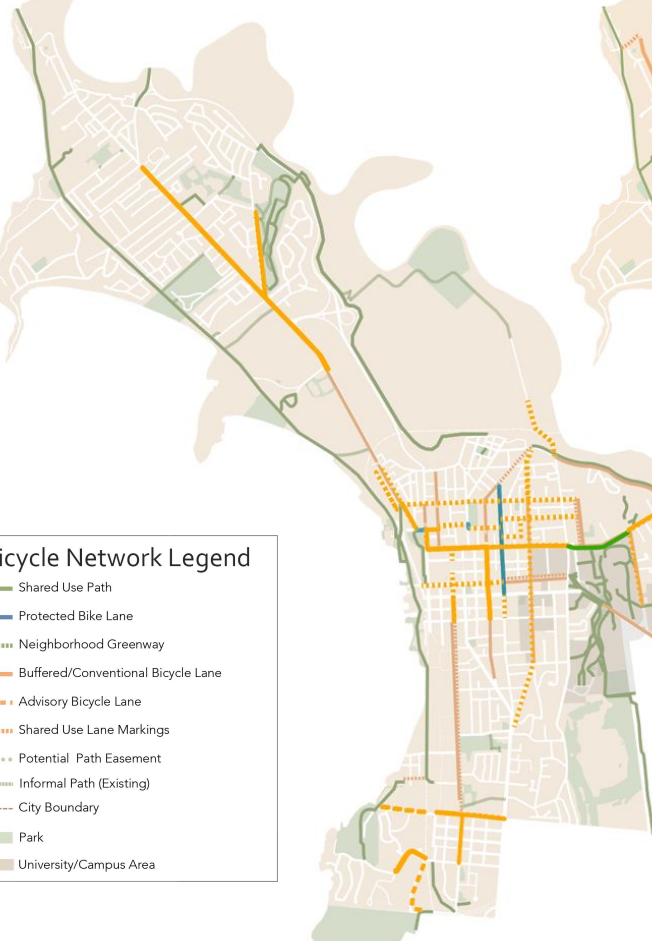 icycle Network Legend
Shared Use Path
Protected Bike Lane
Neighborhood Greenway
Buffered/Conventional Bicycle Lane
Advisory Bicycle Lane
Shared Use Lane Markings
Potential Path Easement
Informal Path (Existing)
City Boundary
Park
University/Campus Area